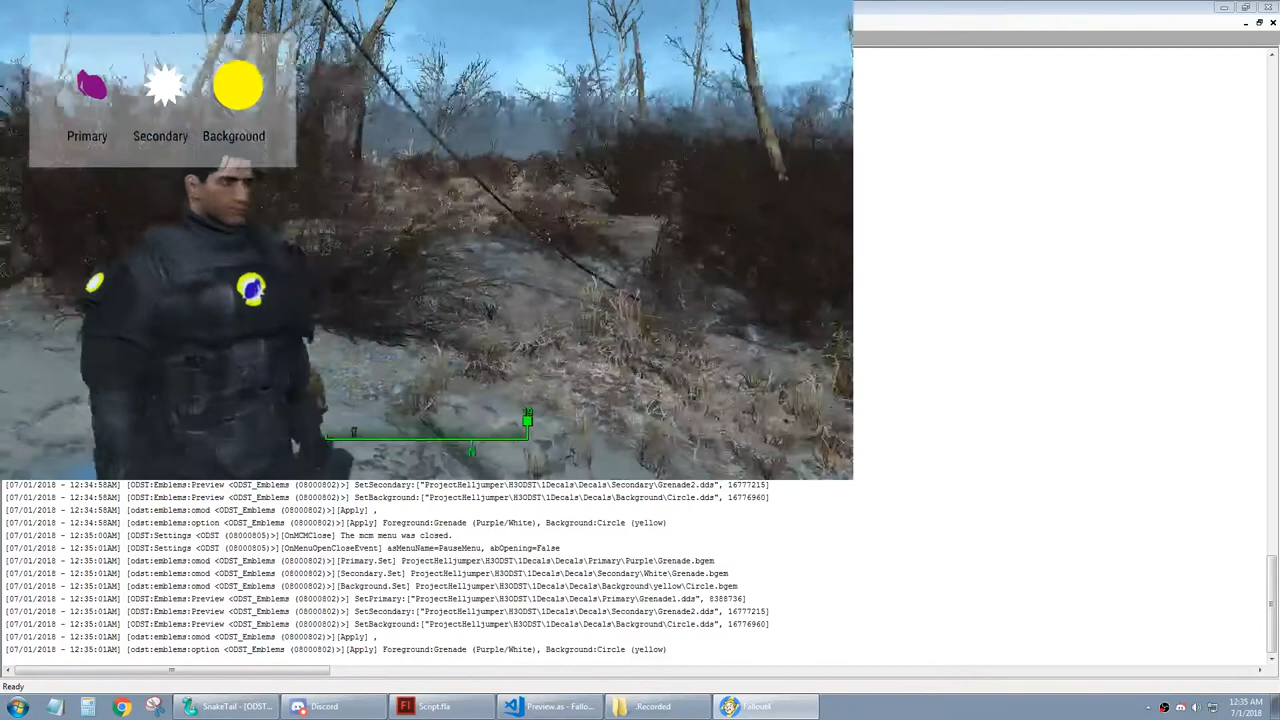 Primary Secondary Background
19
[07/01/2018 - 12:34:58AM] [ODST:Emblems:Preview <ODST_Emblems (08000802)>] SetSecondary:["ProjectHelljumper\H3ODST\1Decals\Decals\Secondary\Grenade2.dds", 16777215]
[07/01/2018 - 12:34:58AM] [ODST:Emblems:Preview <ODST_Emblems (08000802)>] SetBackground:["ProjectHelljumper\H3ODST\1Decals\Decals\Background\Circle.dds", 16776960]
[07/01/2018 - 12:34:58AM] [odst:emblems:omod <ODST_Emblems (08000802)>][Apply] ,
[07/01/2018 - 12:34:58AM] [odst:emblems:option <ODST_Emblems (08000802)>][Apply] Foreground:Grenade (Purple/White), Background:Circle (yellow)
[07/01/2018 - 12:35:00AM] [ODST:Settings <ODST (08000805)>][OnMCMClose] The mcm menu was closed.
[07/01/2018 - 12:35:01AM] [ODST:Settings <ODST (08000805)>][OnMenuOpenCloseEvent] asMenuName=PauseMenu, abOpening=False
[07/01/2018 - 12:35:01AM] [odst:emblems:omod <ODST_Emblems (08000802)>][Primary.Set] ProjectHelljumper\H3ODST\1Decals\Decals\Primary\Purple\Grenade.bgem
[07/01/2018 - 12:35:01AM] [odst:emblems:omod <ODST_Emblems (08000802)>][Secondary.Set] ProjectHelljumper\H3ODST\1Decals\Decals\Secondary\White\Grenade.bgem
[07/01/2018 - 12:35:01AM] [odst:emblems:omod <ODST_Emblems (08000802)>][Background.Set] ProjectHelljumper\H3ODST\1Decals\Decals\Background\yellow\Circle.bgem
[07/01/2018 - 12:35:01AM] [ODST:Emblems:Preview <ODST_Emblems (08000802)>] SetPrimary:["ProjectHelljumper\H3ODST\1Decals\Decals\Primary\Grenade1.dds", 8388736]
[07/01/2018 - 12:35:01AM] [ODST:Emblems:Preview <ODST_Emblems (08000802)>] SetSecondary:["ProjectHelljumper\H3ODST\1Decals\Decals\Secondary\Grenade2.dds", 16777215]
[07/01/2018 - 12:35:01AM] [ODST:Emblems:Preview <ODST_Emblems (08000802)>] SetBackground:["ProjectHelljumper\H3ODST\1Decals\Decals\Background\Circle.dds", 16776960]
[07/01/2018 - 12:35:01AM] [odst:emblems:omod <ODST_Emblems (08000802)>][Apply] ,
[07/01/2018 - 12:35:01AM] [odst:emblems:option <ODST_Emblems (08000802)>][Apply] Foreground:Grenade (Purple/White), Background:Circle (yellow)
Ready
SnakeTail - [ODST... Discord Fl Script.fla Preview.as - Fallo... .Recorded Fallout4 12:35 AM
7/1/2018